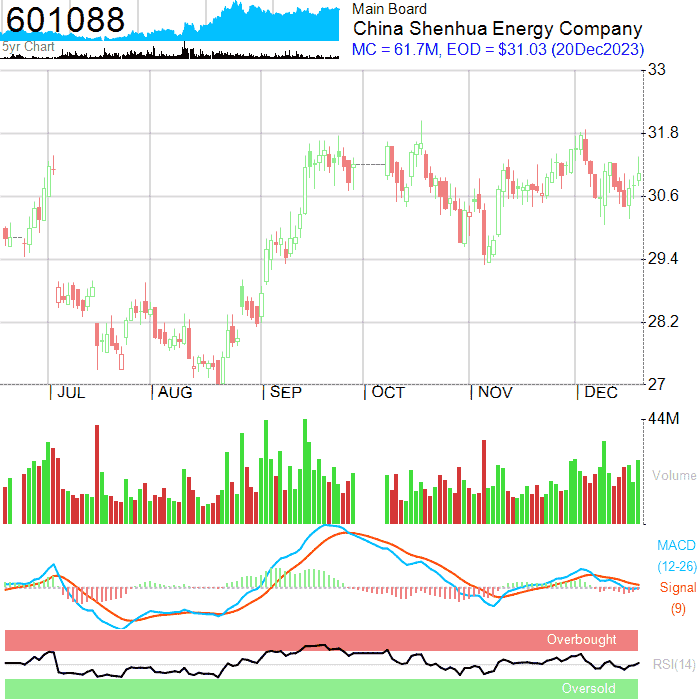 601088
5yr Chart
Main Board
China Shenhua Energy Company
MC = 61.7M, EOD = $31.03 (20Dec2023)
33
31.8
30.6
29.4
28.2
27
| JUL | AUG | SEP | OCT | NOV | DEC
44M
Volume
MACD
(12-26)
Signal
(9)
Overbought
RSI(14)
Oversold